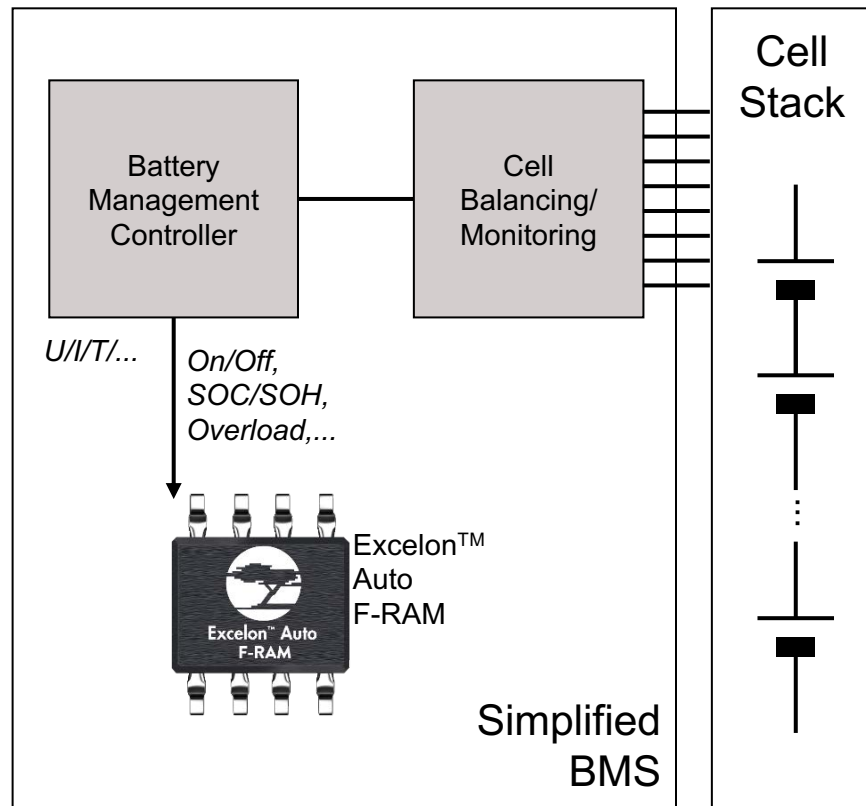 Cell
Stack
Battery
Management
Controller
Cell
Balancing/
Monitoring
U/I/T/...
On/Off,
SOC/SOH,
Overload,...
Excelon™
Auto
F-RAM
Excelon™ Auto
F-RAM
Simplified
BMS